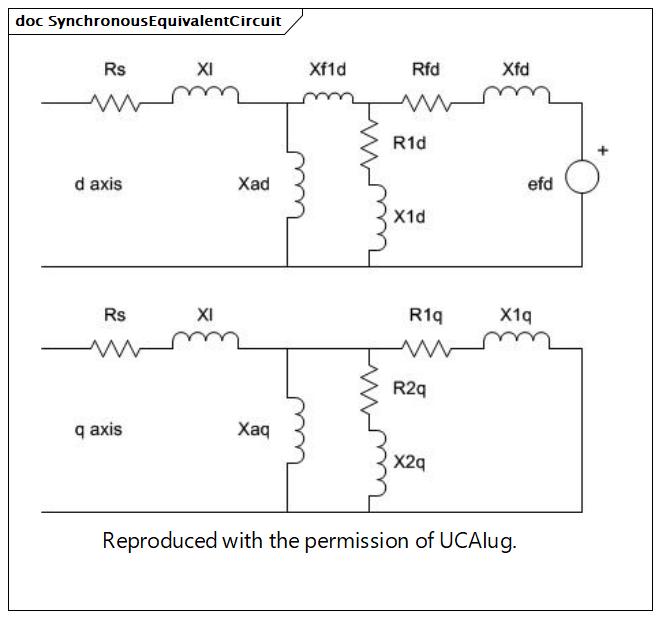 doc SynchronousEquivalentCircuit
Rs Xl Xf1d Rfd Xfd
R1d
+
d axis Xad efd
X1d
Rs Xl R1q X1q
R2q
q axis Xaq
X2q
Reproduced with the permission of UCAIug.